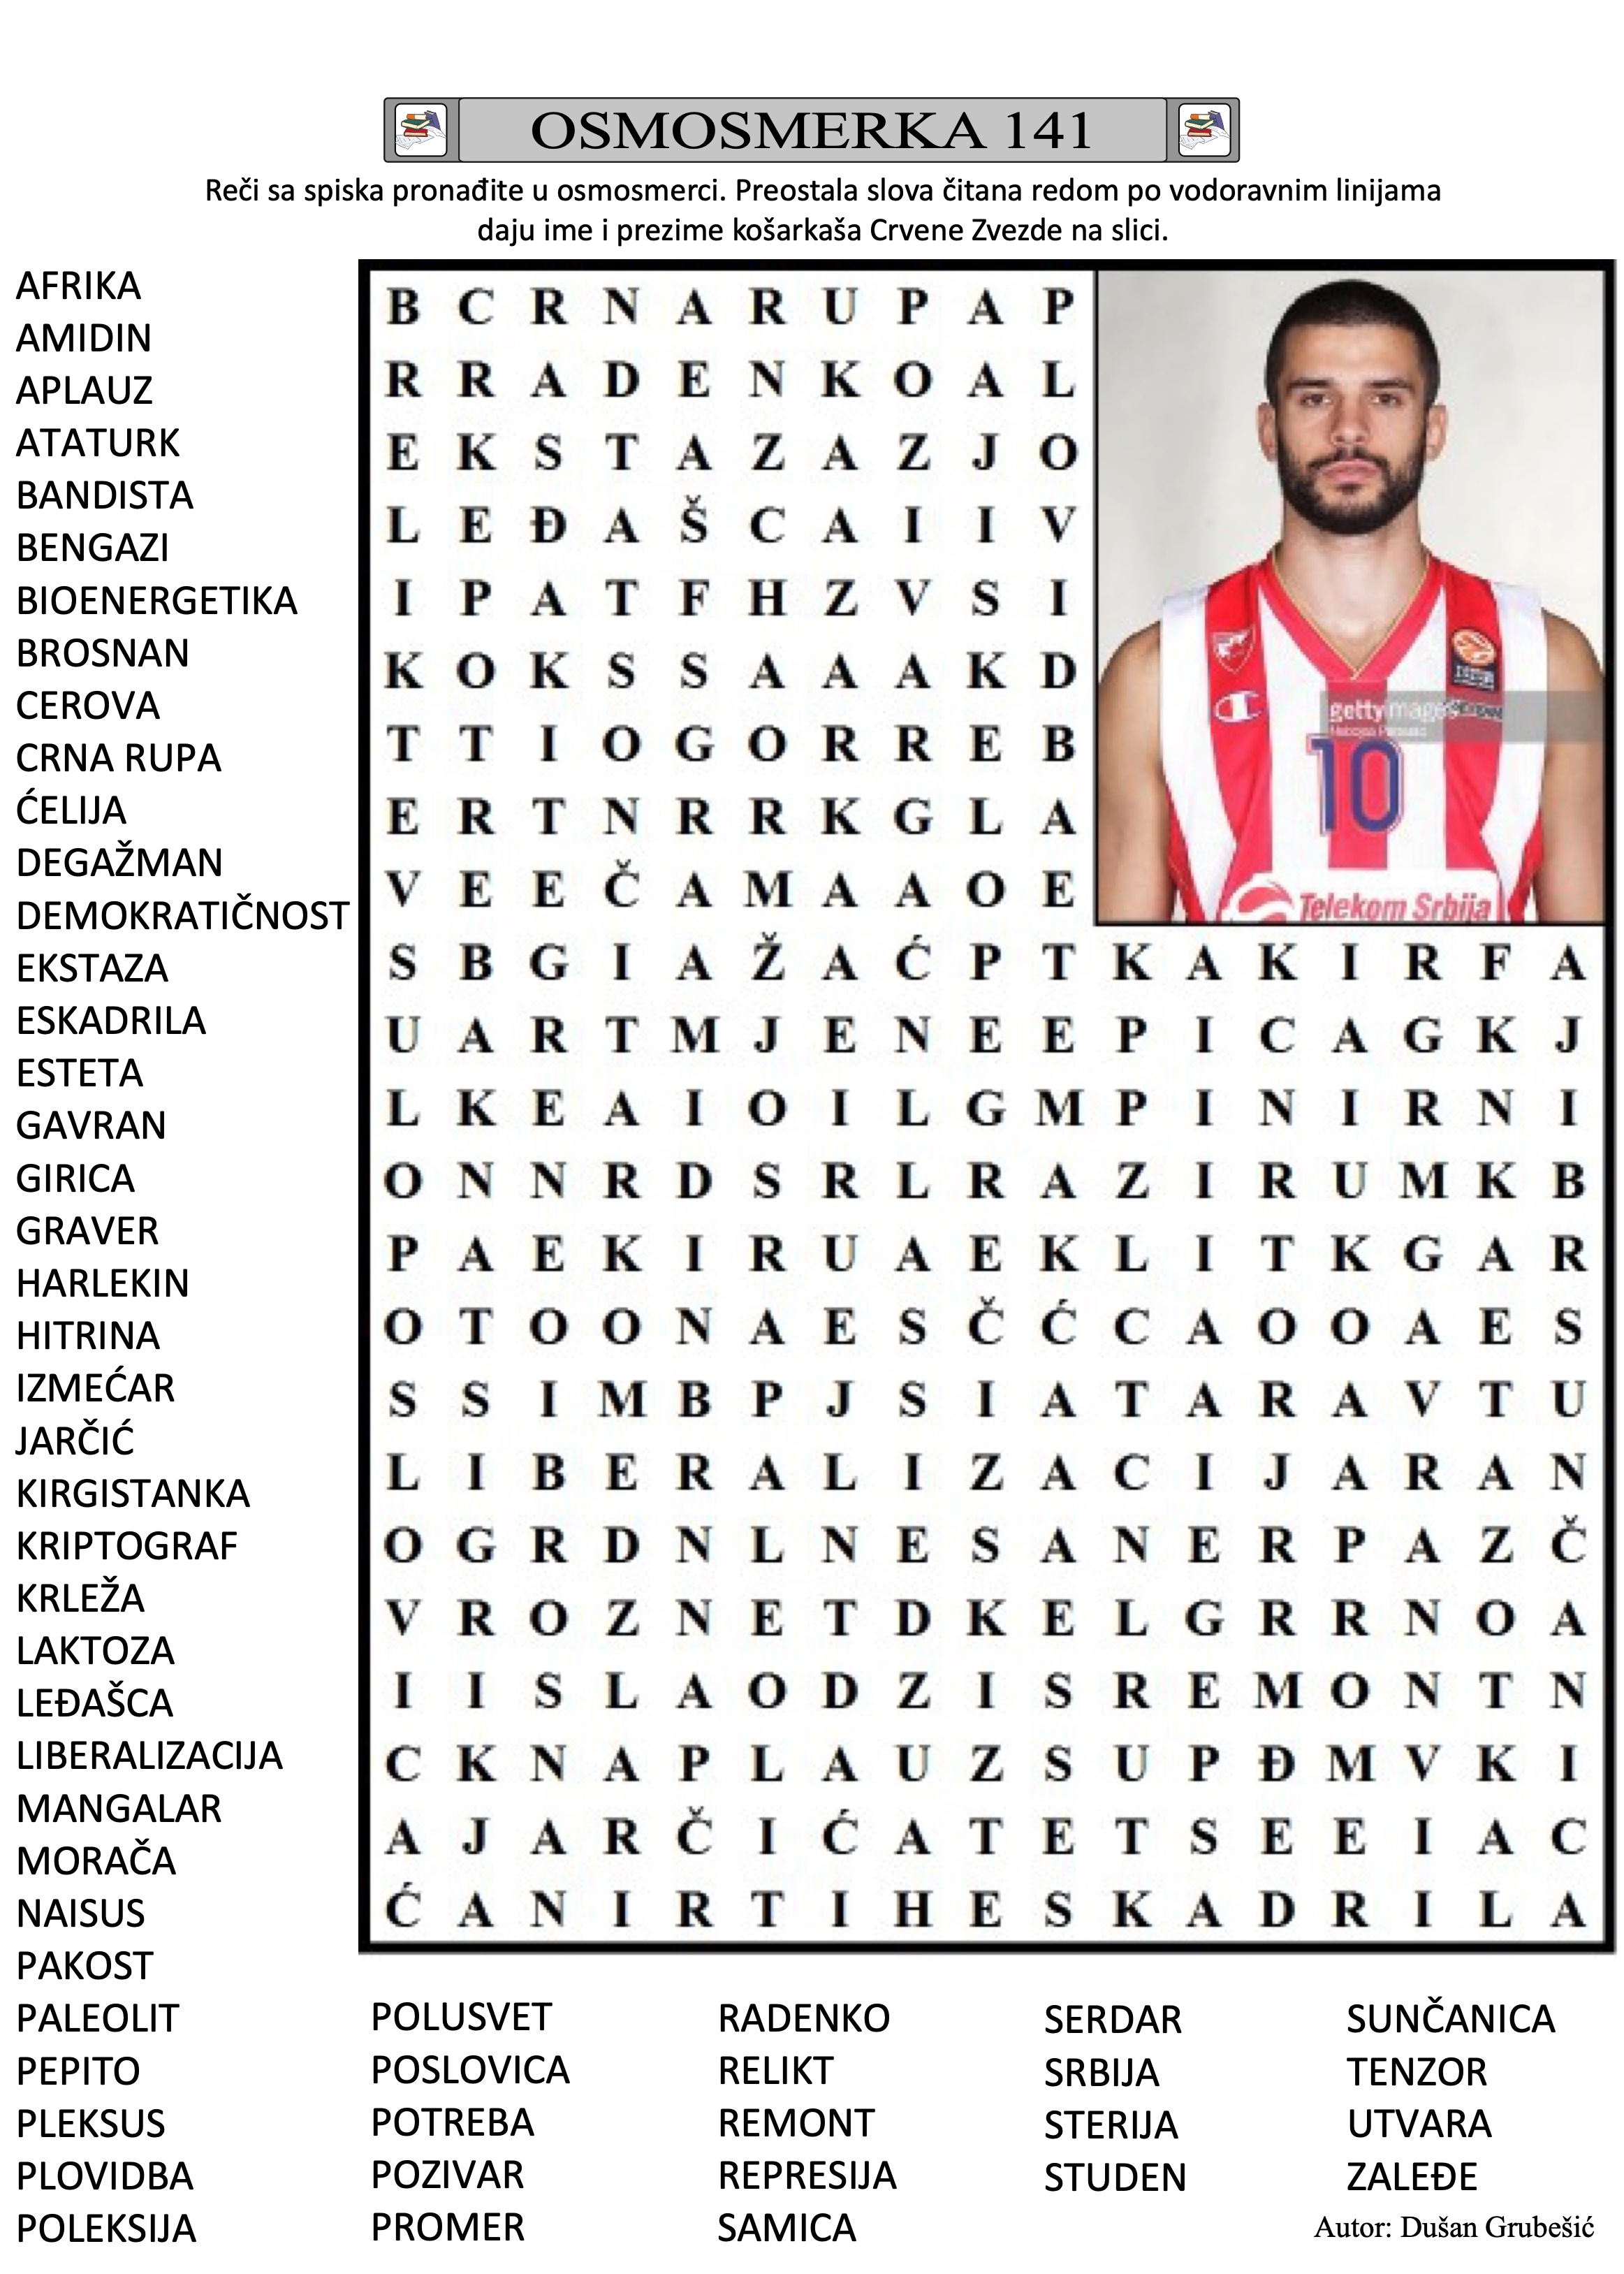 OSMOSMERKA 141
Reči sa spiska pronađite u osmosmerci. Preostala slova čitana redom po vodoravnim linijama
daju ime i prezime košarkaša Crvene Zvezde na slici.
AFRIKA
AMIDIN
APLAUZ
ATATURK
BANDISTA
BENGAZI
BIOENERGETIKA
BROSNAN
CEROVA
CRNA RUPA
ĆELIJA
DEGAŽMAN
DEMOKRATIČNOST
EKSTAZA
ESKADRILA
ESTETA
GAVRAN
GIRICA
GRAVER
HARLEKIN
HITRINA
IZMEĆAR
JARČIĆ
KIRGISTANKA
KRIPTOGRAF
KRLEŽA
LAKTOZA
LEĐAŠCA
LIBERALIZACIJA
MANGALAR
MORAČA
NAISUS
PAKOST
PALEOLIT
PEPITO
PLEKSUS
PLOVIDBA
POLEKSIJA
B C R N A R U P A P
R R A D E N K O A L
E K S T A Z A Z J O
L E Đ A Š C A I I V
I P A T F H Z V S I
K O K S S A A A K D
T T I O G O R R E B
E R T N R R K G L A
V E E Č A M A A O E
S B G I A Ž A Ć P T K A K I R F A
U A R T M J E N E E P I C A G K J
L K E A I O I L G M P I N I R N I
O N N R D S R L R A Z I R U M K B
P A E K I R U A E K L I T K G A R
O T O O N A E S Č Ć C A O O A E S
S S I M B P J S I A T A R A V T U
L I B E R A L I Z A C I J A R A N
O G R D N L N E S A N E R P A Z Č
V R O Z N E T D K E L G R R N O A
I I S L A O D Z I S R E M O N T N
C K N A P L A U Z S U P Đ M V K I
A J A R Č I Ć A T E T S E E I A C
Ć A N I R T I H E S K A D R I L A
gettyimages
10
Telekom Srbija
POLUSVET
POSLOVICA
POTREBA
POZIVAR
PROMER
RADENKO
RELIKT
REMONT
REPRESIJA
SAMICA
SERDAR
SRBIJA
STERIJA
STUDEN
SUNČANICA
TENZOR
UTVARA
ZALEĐE
Autor: Dušan Grubešić